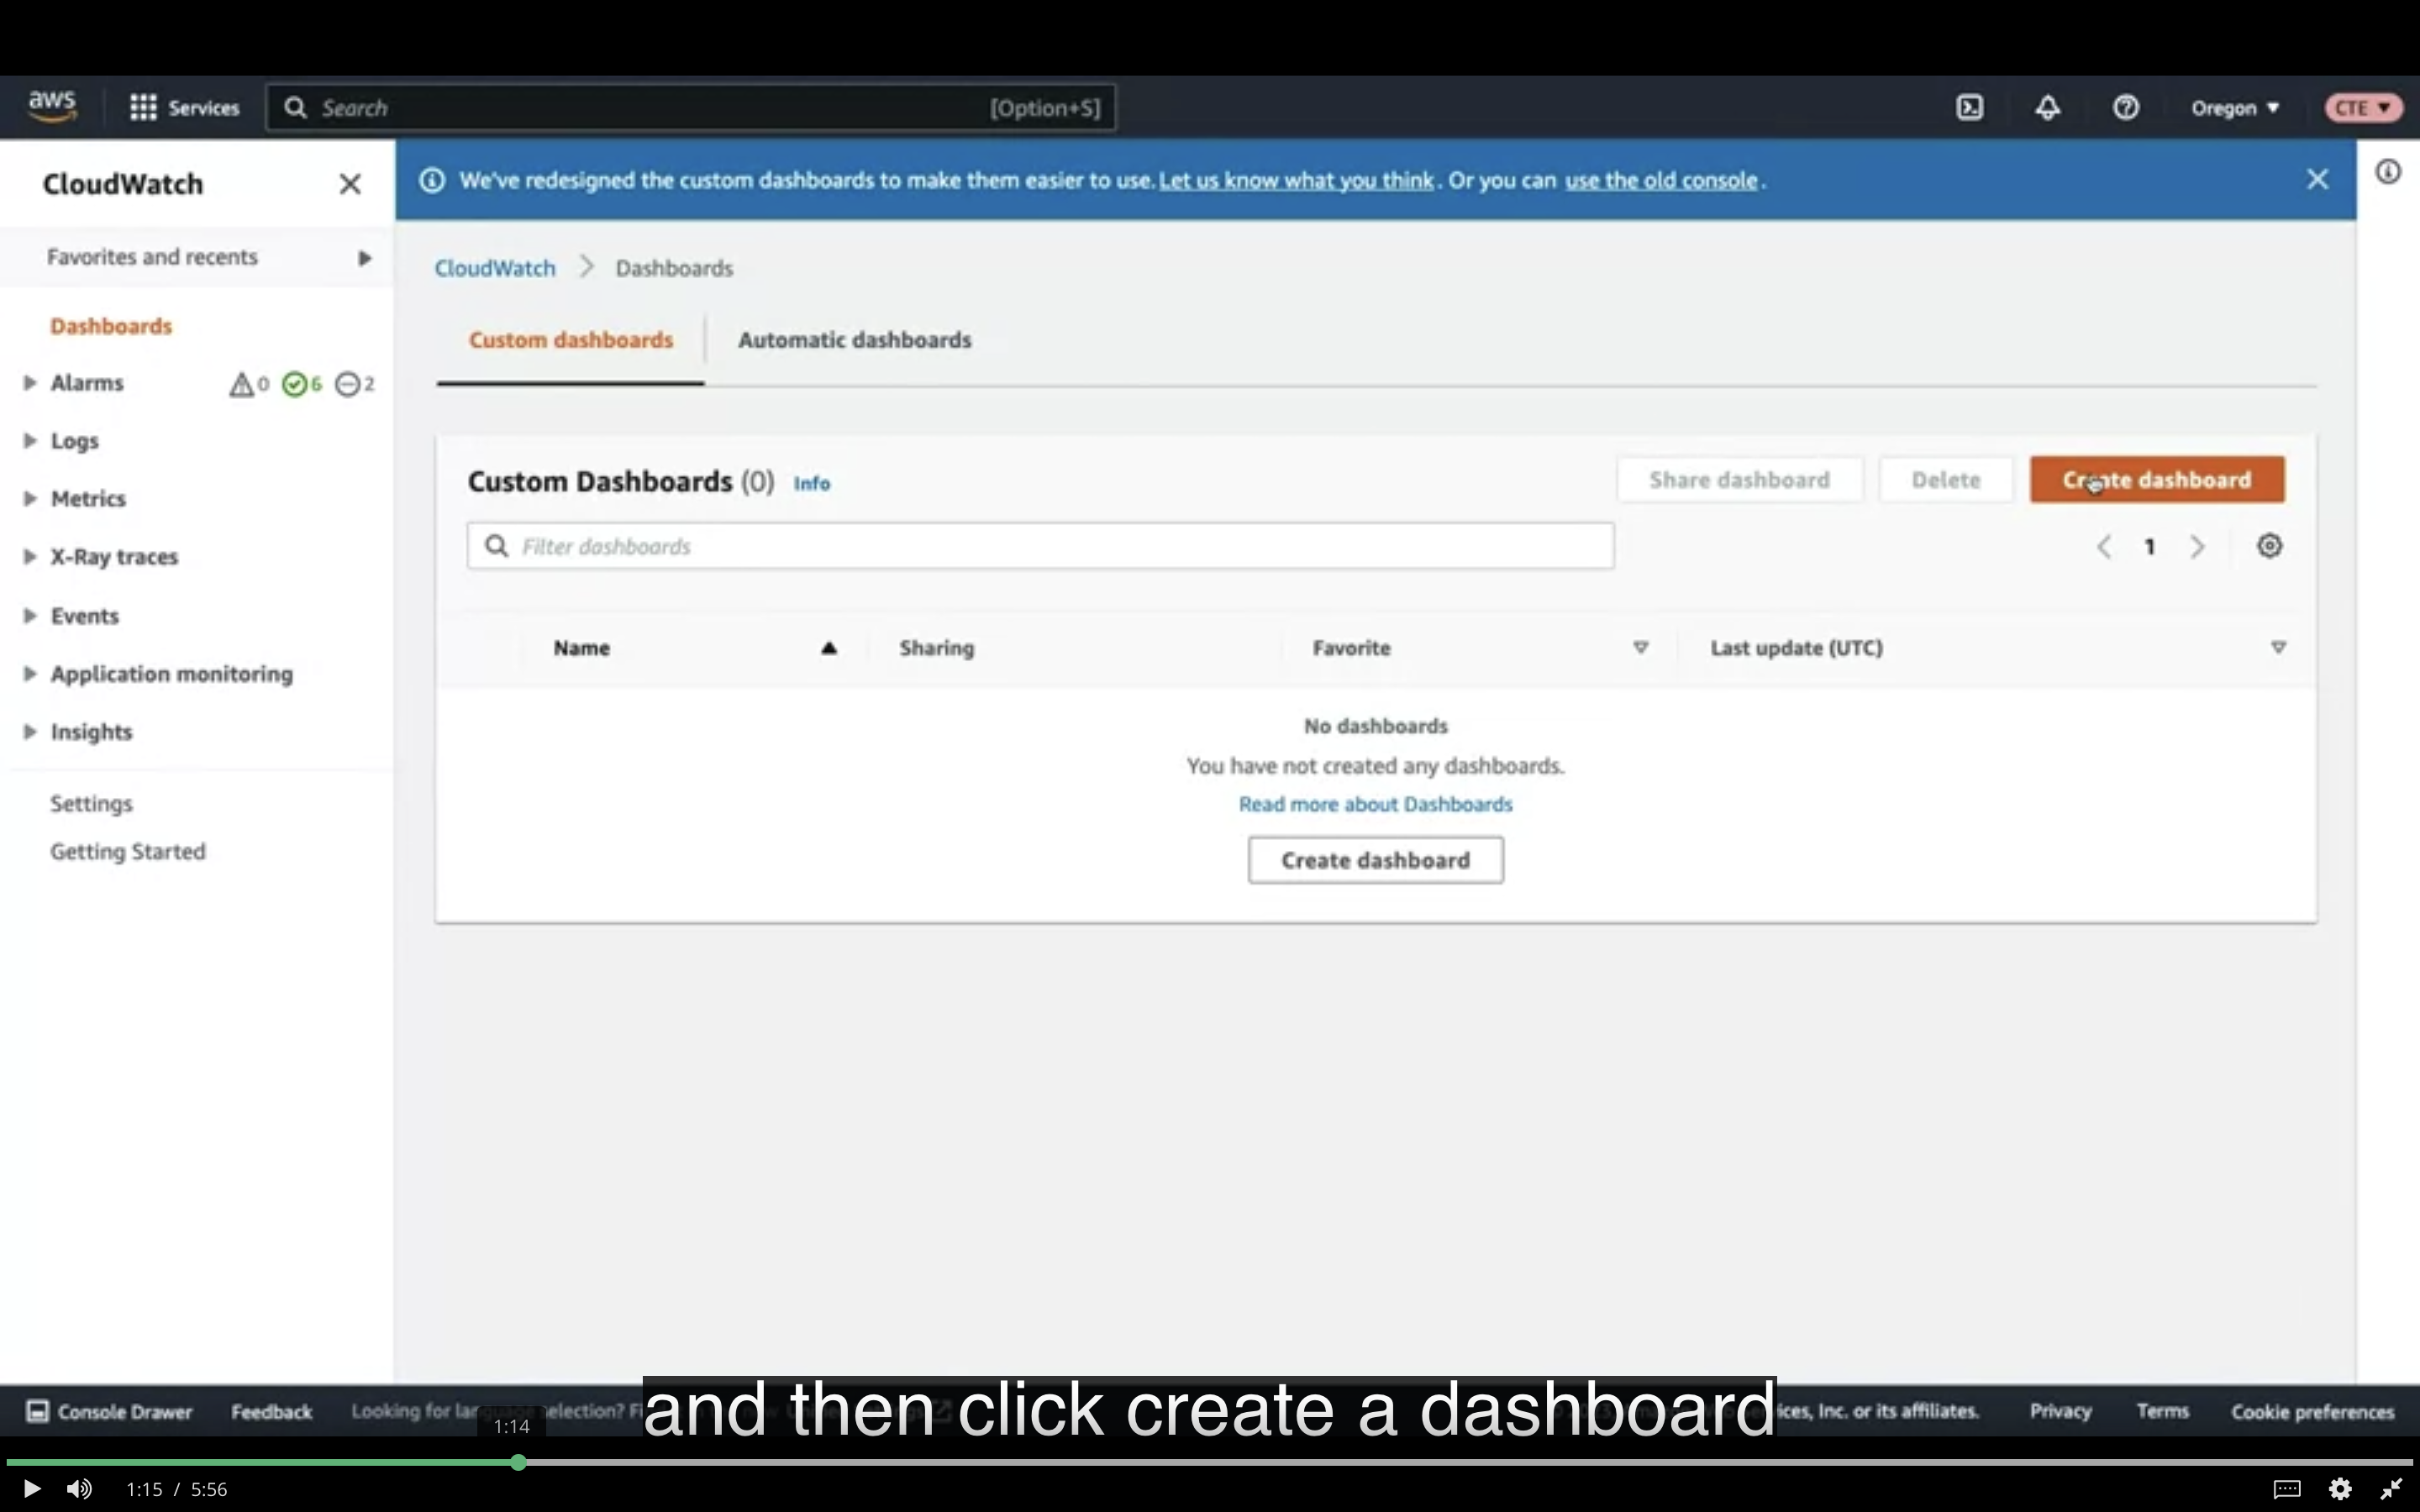 aws
Services
Search
[Option+S]
Oregon
CTE
CloudWatch
Favorites and recents
Dashboards
Alarms
0 6 2
Logs
Metrics
X-Ray traces
Events
Application monitoring
Insights
Settings
Getting Started
We've redesigned the custom dashboards to make them easier to use. Let us know what you think. Or you can use the old console.
CloudWatch > Dashboards
Custom dashboards
Automatic dashboards
Custom Dashboards (0) Info
Share dashboard
Delete
Create dashboard
Filter dashboards
1
Name
Sharing
Favorite
Last update (UTC)
No dashboards
You have not created any dashboards.
Read more about Dashboards
Create dashboard
Console Drawer
Feedback
Looking for
election?
and then click create a dashboard
Inc. or its affiliates.
Privacy
Terms
Cookie preferences
1:14
1:15 / 5:56